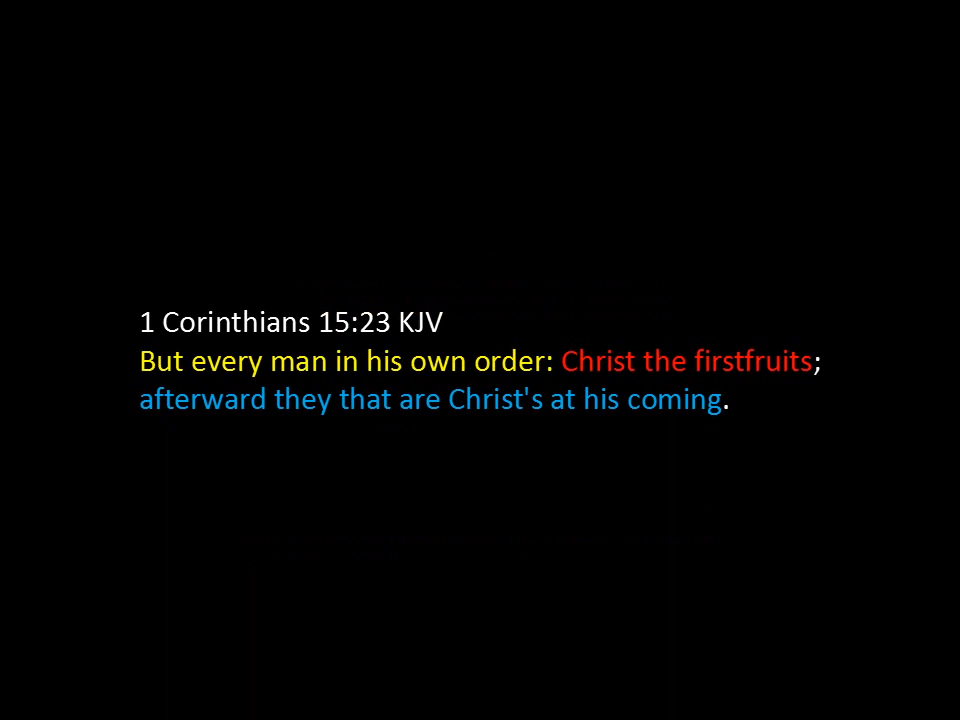 1 Corinthians 15:23 KJV
But every man in his own order: Christ the firstfruits;
afterward they that are Christ's at his coming.